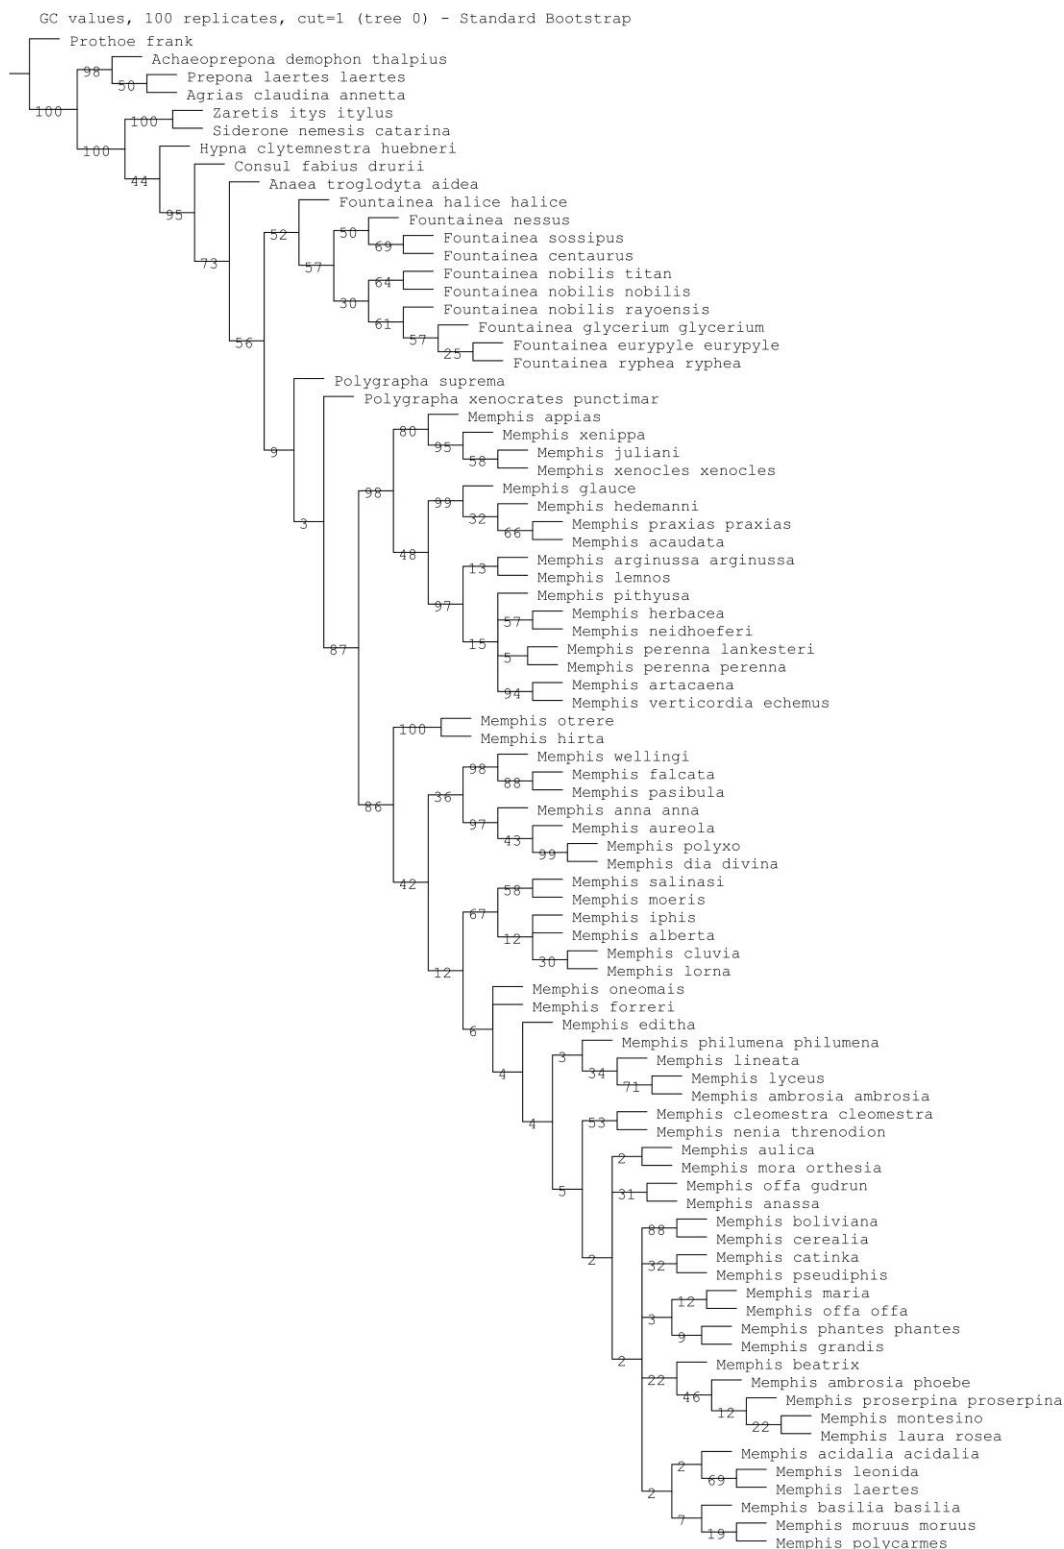 GC values, 100 replicates, cut=1 (tree 0) - Standard Bootstrap
Prothoe frank
Achaeoprepona demophon thalpius
98
Prepona laertes laertes
50
Agrias claudina annetta
100
Zaretis itys itylus
100
Siderone nemesis catarina
Hypna clytemnestra huebneri
100
Consul fabius drurii
44
Anaea troglodyta aidea
Fountainea halice halice
95
Fountainea nessus
52
50
Fountainea sossipus
69
Fountainea centaurus
73
57
Fountainea nobilis titan
64
Fountainea nobilis nobilis
30
Fountainea nobilis rayoensis
61
Fountainea glycerium glycerium
57
56
Fountainea eurypyle eurypyle
25
Fountainea ryphea ryphea
Polygrapha suprema
Polygrapha xenocrates punctimar
Memphis appias
80
Memphis xenippa
95
9
Memphis juliani
58
Memphis xenocles xenocles
Memphis glauce
98
99
Memphis hedemanni
32
3
Memphis praxias praxias
66
Memphis acaudata
48
Memphis arginussa arginussa
13
Memphis lemnos
Memphis pithyusa
97
Memphis herbacea
57
Memphis neidhoeferi
15
87
Memphis perenna lankesteri
5
Memphis perenna perenna
Memphis artacaena
94
Memphis verticordia echemus
Memphis otrere
100
Memphis hirta
Memphis wellingi
98
Memphis falcata
88
Memphis pasibula
36
86
Memphis anna anna
97
Memphis aureola
43
Memphis polyxo
99
Memphis dia divina
42
Memphis salinasi
58
Memphis moeris
67
Memphis iphis
12
Memphis alberta
Memphis cluvia
30
Memphis lorna
12
Memphis oneomais
Memphis forreri
6
Memphis editha
Memphis philumena philumena
3
Memphis lineata
34
4
Memphis lyceus
71
Memphis ambrosia ambrosia
Memphis cleomestra cleomestra
4
53
Memphis nenia threnodion
Memphis aulica
2
Memphis mora orthesia
Memphis offa gudrun
5
31
Memphis anassa
Memphis boliviana
88
Memphis cerealia
Memphis catinka
2
32
Memphis pseudiphis
Memphis maria
12
Memphis offa offa
3
Memphis phantes phantes
9
Memphis grandis
2
Memphis beatrix
22
Memphis ambrosia phoebe
46
Memphis proserpina proserpina
12
Memphis montesino
22
Memphis laura rosea
Memphis acidalia acidalia
2
Memphis leonida
69
Memphis laertes
2
Memphis basilia basilia
7
Memphis moruus moruus
19
Memphis polycarmes